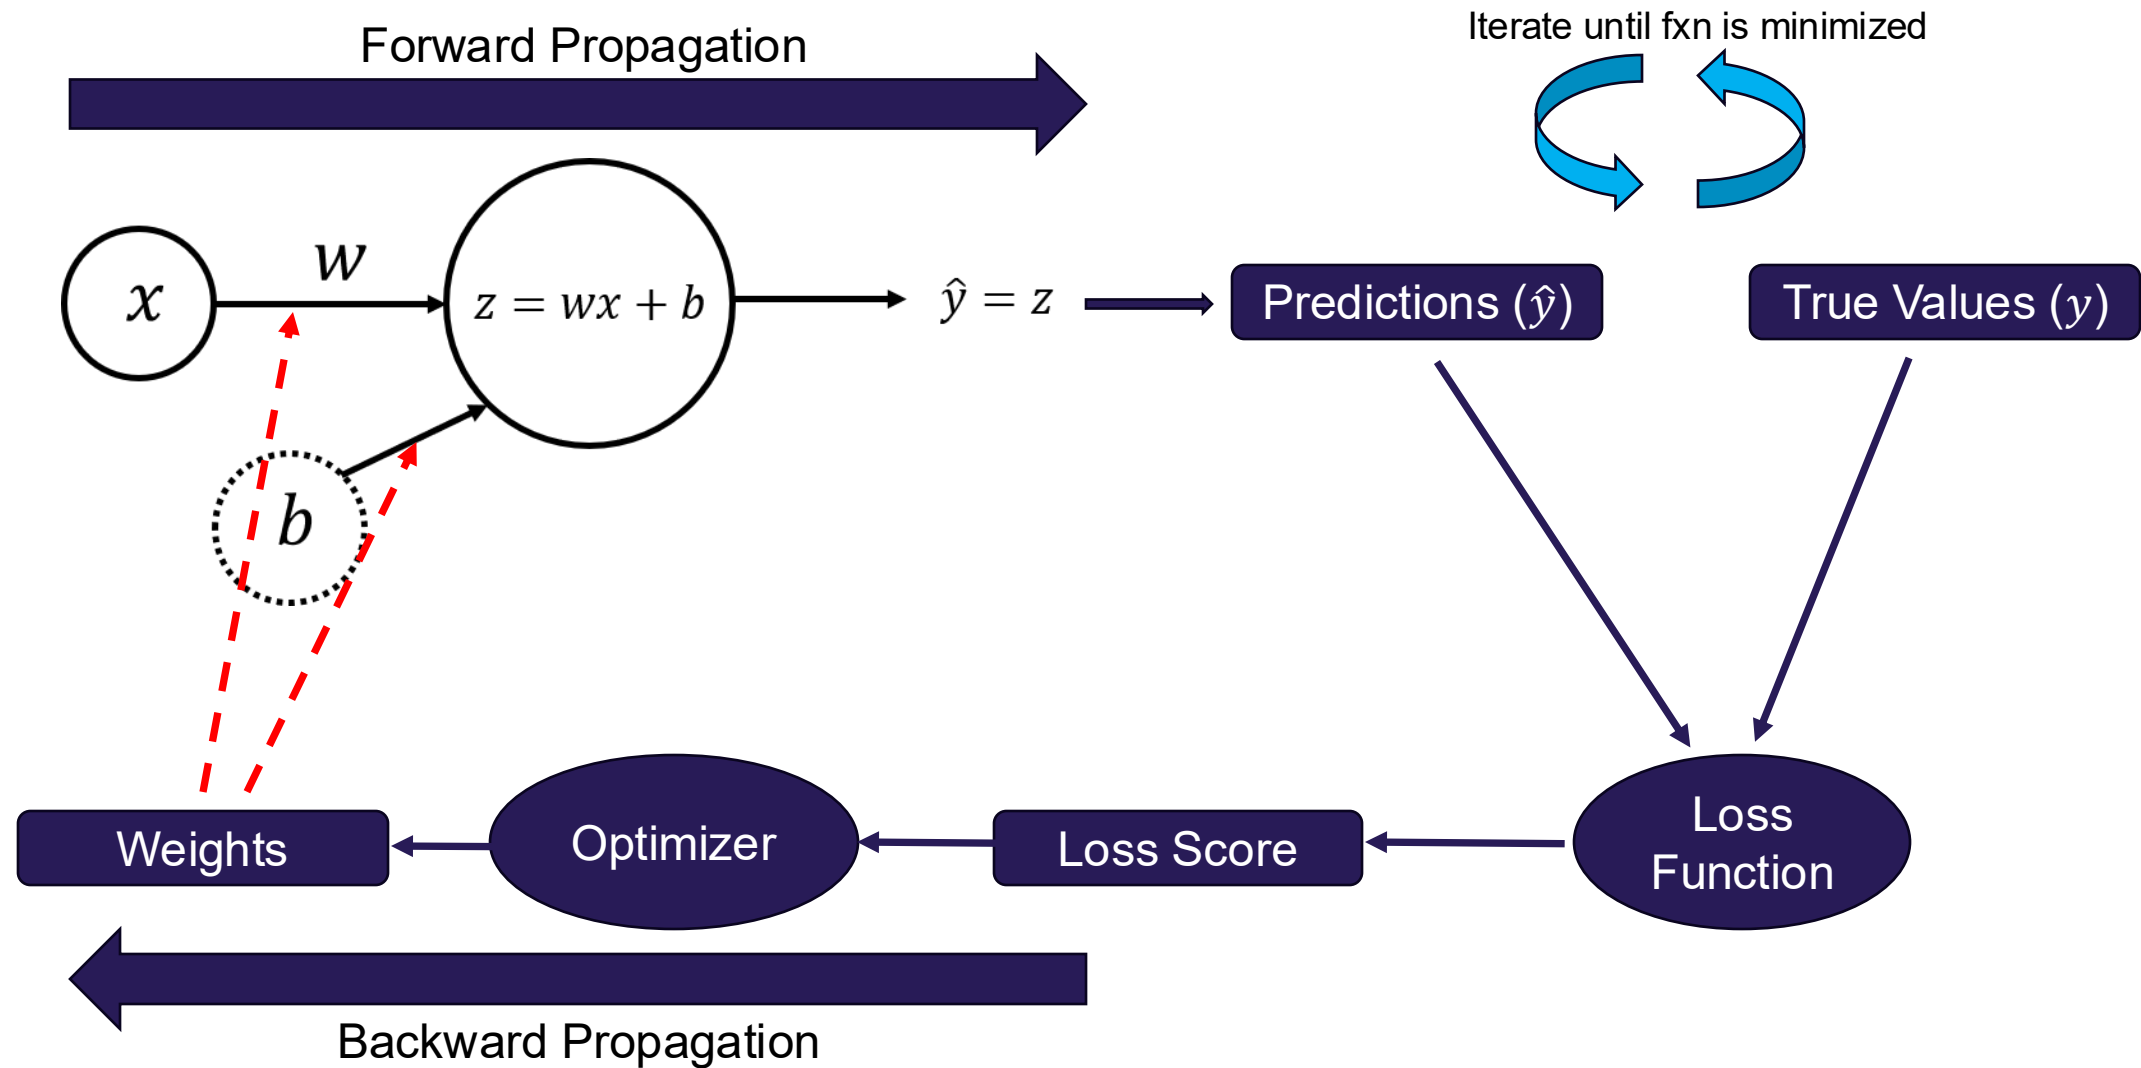 Forward Propagation
Iterate until fxn is minimized
x
w
z = wx + b
ŷ = z
Predictions (ŷ)
True Values (y)
b
Weights
Optimizer
Loss Score
Loss
Function
Backward Propagation